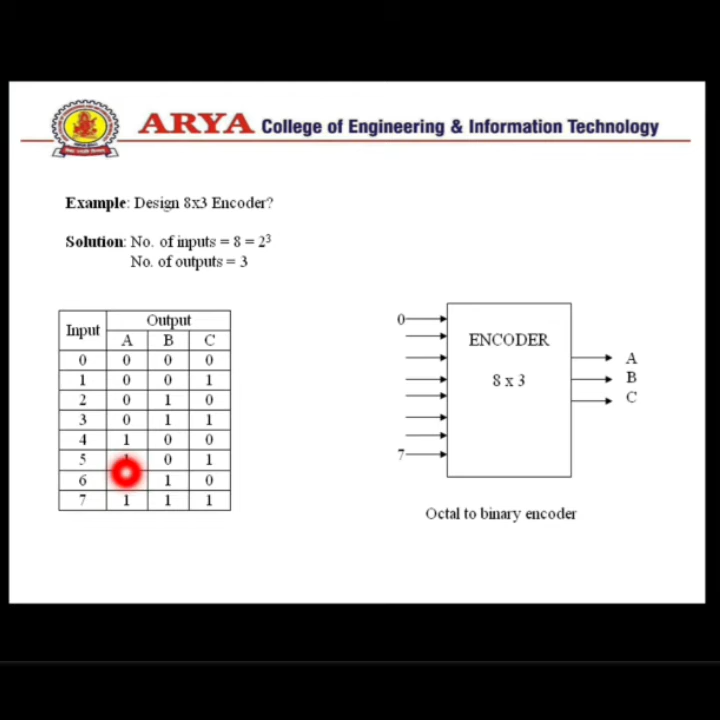 ARYA College of Engineering & Information Technology
Example: Design 8x3 Encoder?
Solution: No. of inputs = 8 = 2³
No. of outputs = 3
Input Output
A B C
0 0 0 0
1 0 0 1
2 0 1 0
3 0 1 1
4 1 0 0
5 0 1
6 1 0
7 1 1 1
0
ENCODER
8 x 3
7
A
B
C
Octal to binary encoder